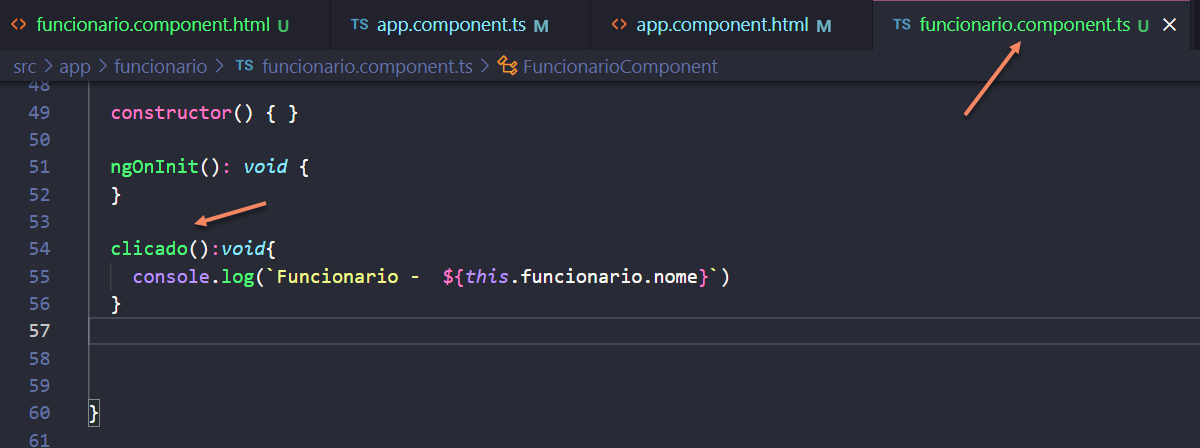 funcionario.component.html U
TS app.component.ts M
app.component.html M
TS funcionario.component.ts U
src > app > funcionario > TS funcionario.component.ts > FuncionarioComponent
48
49 constructor() { }
50
51 ngOnInit(): void {
52 }
53
54 clicado():void{
55 console.log(`Funcionario -  ${this.funcionario.nome}`)
56 }
57
58
59
60 }
61